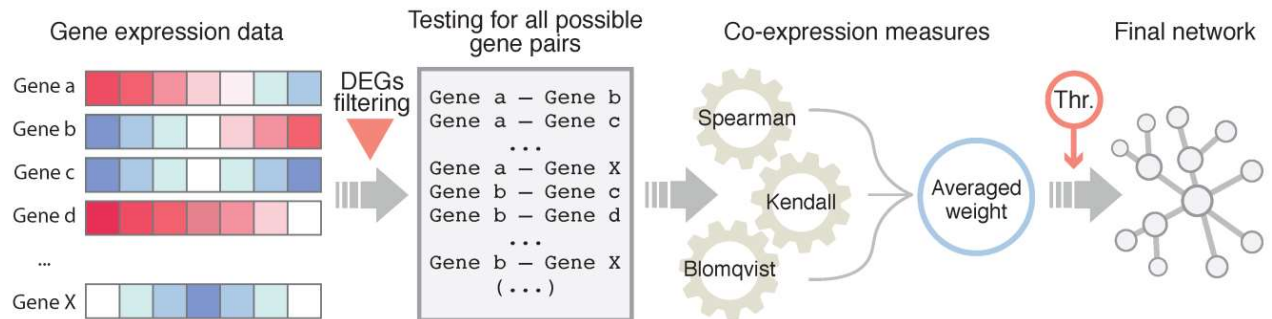 Gene expression data
Gene a
Gene b
Gene c
Gene d
...
Gene X
DEGs
filtering
Testing for all possible
gene pairs
Gene a – Gene b
Gene a – Gene c
...
Gene a – Gene X
Gene b – Gene c
Gene b – Gene d
...
Gene b – Gene X
(...)
Co-expression measures
Spearman
Kendall
Blomqvist
Averaged
weight
Final network
Thr.